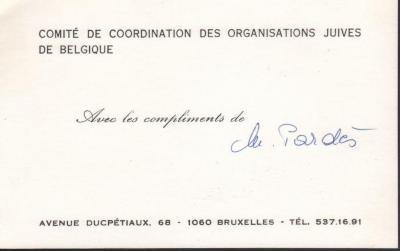 COMITÉ DE COORDINATION DES ORGANISATIONS JUIVES
DE BELGIQUE
Avec les compliments de
M. Pardès
AVENUE DUCPÉTIAUX, 68 - 1060 BRUXELLES - TÉL. 537.16.91